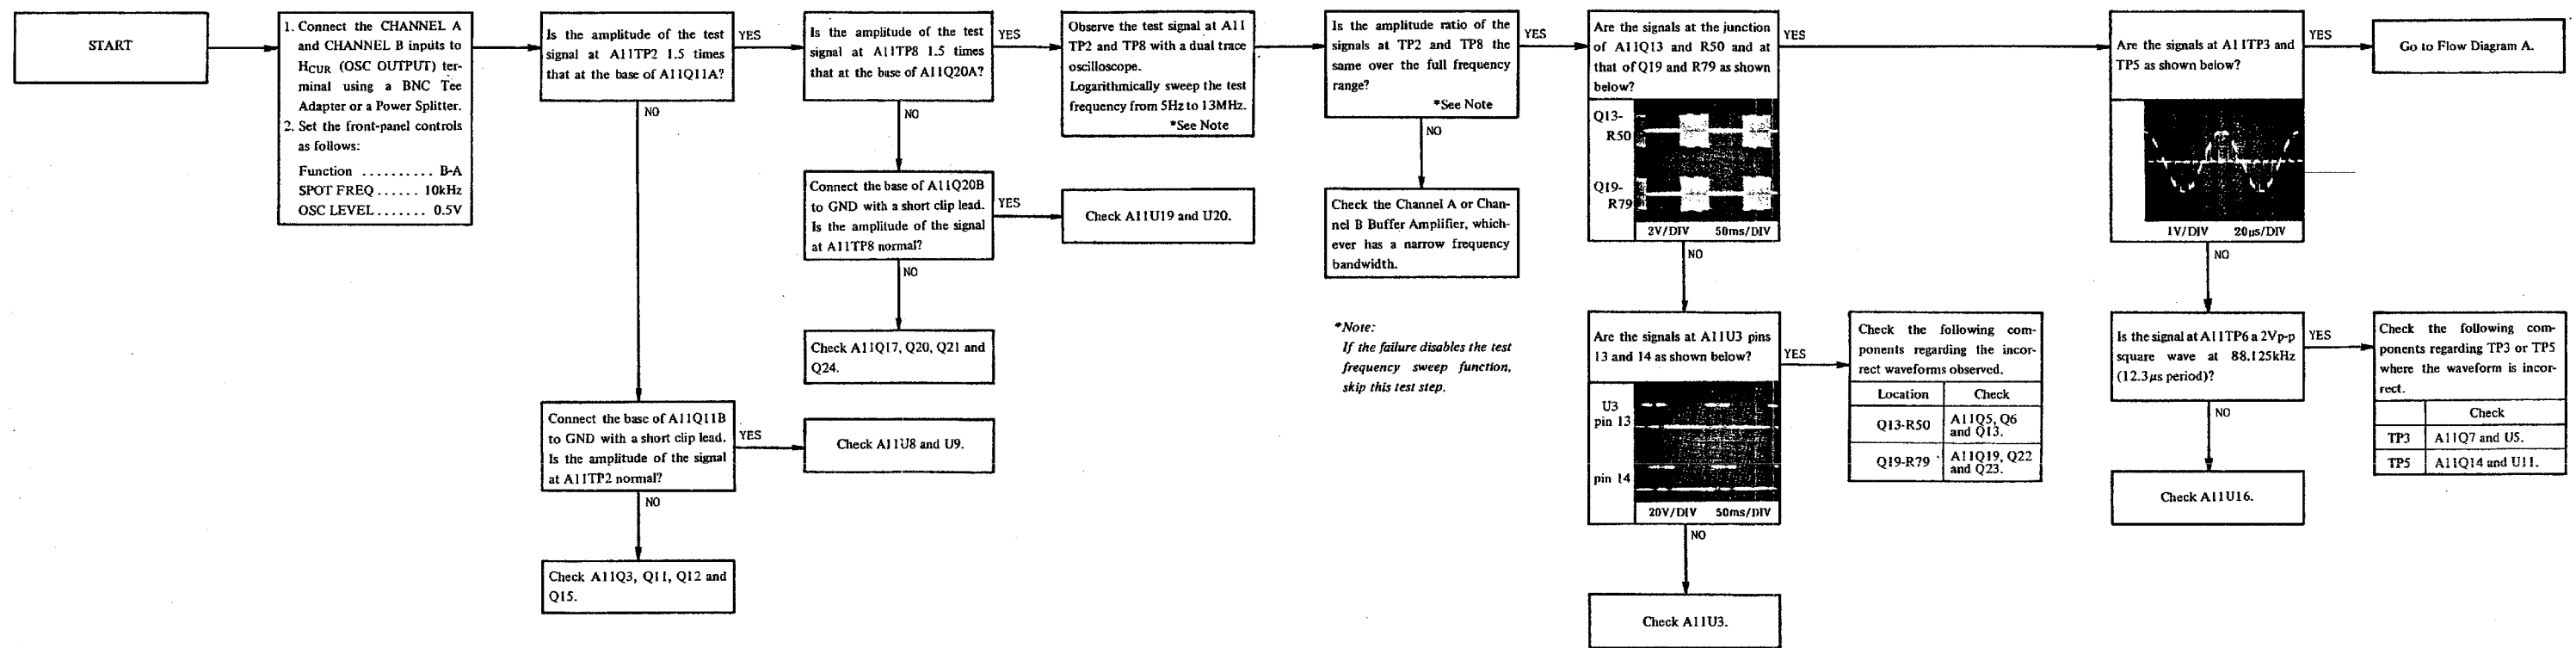 START
1. Connect the CHANNEL A
and CHANNEL B inputs to
HCUR (OSC OUTPUT) ter-
minal using a BNC Tee
Adapter or a Power Splitter.
2. Set the front-panel controls
as follows:
Function .......... B-A
SPOT FREQ ...... 10kHz
OSC LEVEL ....... 0.5V
Is the amplitude of the test
signal at A11TP2 1.5 times
that at the base of A11Q11A?
YES
NO
Connect the base of A11Q11B
to GND with a short clip lead.
Is the amplitude of the signal
at A11TP2 normal?
YES
Check A11U8 and U9.
NO
Check A11Q3, Q11, Q12 and
Q15.
Is the amplitude of the test
signal at A11TP8 1.5 times
that at the base of A11Q20A?
YES
NO
Connect the base of A11Q20B
to GND with a short clip lead.
Is the amplitude of the signal
at A11TP8 normal?
YES
Check A11U19 and U20.
NO
Check A11Q17, Q20, Q21 and
Q24.
Observe the test signal at A11
TP2 and TP8 with a dual trace
oscilloscope.
Logarithmically sweep the test
frequency from 5Hz to 13MHz.
*See Note
Is the amplitude ratio of the
signals at TP2 and TP8 the
same over the full frequency
range?
*See Note
YES
NO
Check the Channel A or Chan-
nel B Buffer Amplifier, which-
ever has a narrow frequency
bandwidth.
*Note:
If the failure disables the test
frequency sweep function,
skip this test step.
Are the signals at the junction
of A11Q13 and R50 and at
that of Q19 and R79 as shown
below?
Q13-
R50
Q19-
R79
2V/DIV 50ms/DIV
YES
NO
Are the signals at A11U3 pins
13 and 14 as shown below?
U3
pin 13
pin 14
20V/DIV 50ms/DIV
YES
NO
Check A11U3.
Check the following com-
ponents regarding the incor-
rect waveforms observed.
Location Check
Q13-R50 A11Q5, Q6
and Q13.
Q19-R79 A11Q19, Q22
and Q23.
Are the signals at A11TP3 and
TP5 as shown below?
1V/DIV 20µs/DIV
YES
Go to Flow Diagram A.
NO
Is the signal at A11TP6 a 2Vp-p
square wave at 88.125kHz
(12.3µs period)?
YES
NO
Check A11U16.
Check the following com-
ponents regarding TP3 or TP5
where the waveform is incor-
rect.
Check
TP3 A11Q7 and U5.
TP5 A11Q14 and U11.